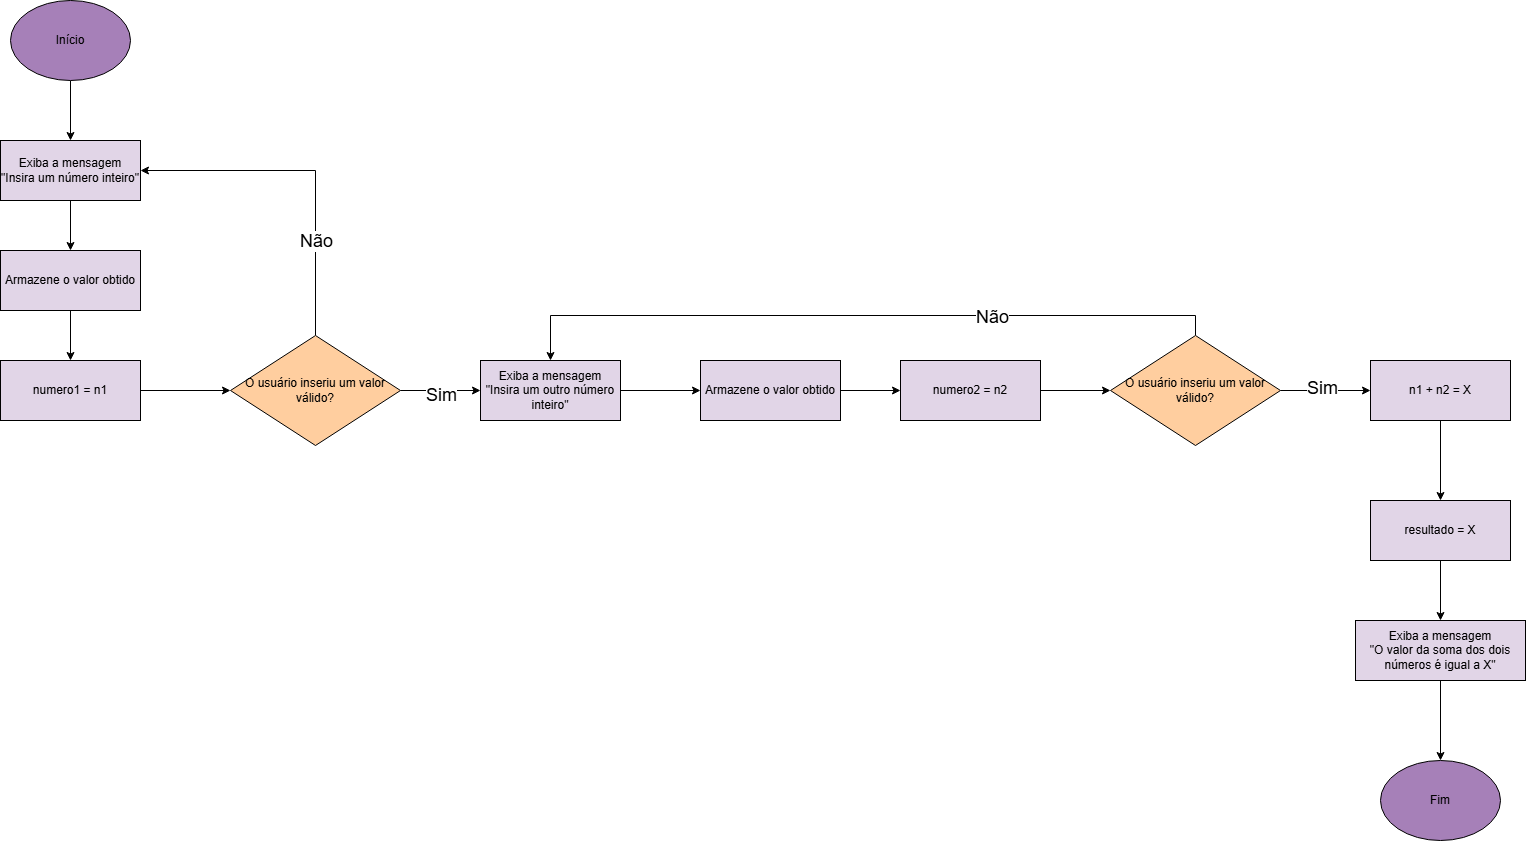 Início
Exiba a mensagem
"Insira um número inteiro"
Não
Armazene o valor obtido
numero1 = n1
O usuário inseriu um valor
válido?
Sim
Exiba a mensagem
"Insira um outro número
inteiro"
Armazene o valor obtido
numero2 = n2
O usuário inseriu um valor
válido?
Não
Sim
n1 + n2 = X
resultado = X
Exiba a mensagem
"O valor da soma dos dois
números é igual a X"
Fim